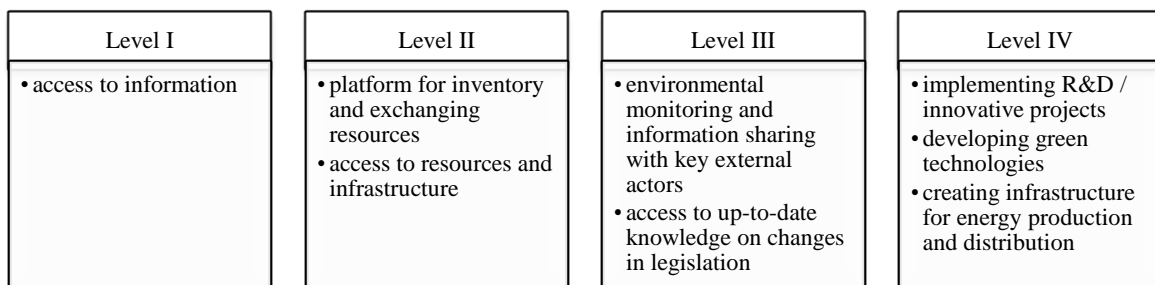 Level I
• access to information
Level II
• platform for inventory
and exchanging
resources
• access to resources and
infrastructure
Level III
• environmental
monitoring and
information sharing
with key external
actors
• access to up-to-date
knowledge on changes
in legislation
Level IV
• implementing R&D /
innovative projects
• developing green
technologies
• creating infrastructure
for energy production
and distribution